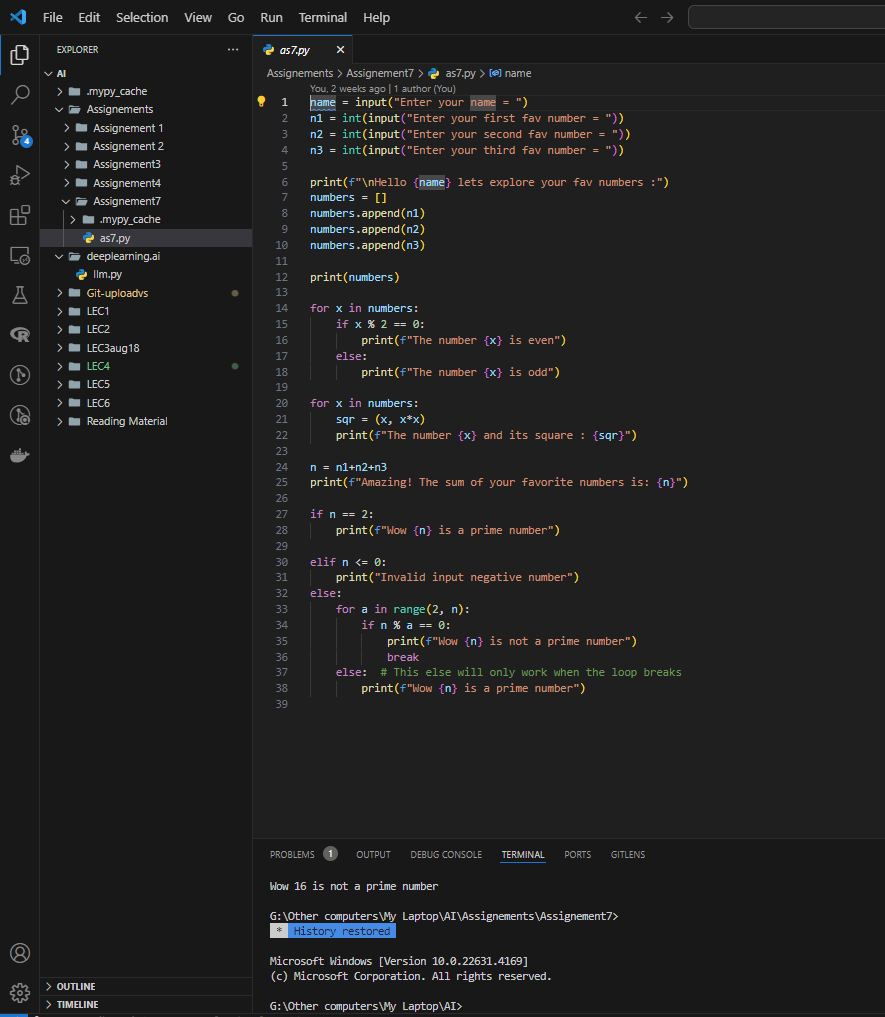 File Edit Selection View Go Run Terminal Help
EXPLORER
AI
.mypy_cache
Assignements
Assignement 1
Assignement 2
Assignement3
Assignement4
Assignement7
.mypy_cache
as7.py
deeplearning.ai
llm.py
Git-uploadvs
LEC1
LEC2
LEC3aug18
LEC4
LEC5
LEC6
Reading Material
OUTLINE
TIMELINE
4
as7.py
Assignements > Assignement7 > as7.py > name
You, 2 weeks ago | 1 author (You)
1 name = input("Enter your name = ")
2 n1 = int(input("Enter your first fav number = "))
3 n2 = int(input("Enter your second fav number = "))
4 n3 = int(input("Enter your third fav number = "))
5
6 print(f"\nHello {name} lets explore your fav numbers :")
7 numbers = []
8 numbers.append(n1)
9 numbers.append(n2)
10 numbers.append(n3)
11
12 print(numbers)
13
14 for x in numbers:
15 if x % 2 == 0:
16 print(f"The number {x} is even")
17 else:
18 print(f"The number {x} is odd")
19
20 for x in numbers:
21 sqr = (x, x*x)
22 print(f"The number {x} and its square : {sqr}")
23
24 n = n1+n2+n3
25 print(f"Amazing! The sum of your favorite numbers is: {n}")
26
27 if n == 2:
28 print(f"Wow {n} is a prime number")
29
30 elif n <= 0:
31 print("Invalid input negative number")
32 else:
33 for a in range(2, n):
34 if n % a == 0:
35 print(f"Wow {n} is not a prime number")
36 break
37 else: # This else will only work when the loop breaks
38 print(f"Wow {n} is a prime number")
39
PROBLEMS 1 OUTPUT DEBUG CONSOLE TERMINAL PORTS GITLENS
Wow 16 is not a prime number
G:\Other computers\My Laptop\AI\Assignements\Assignement7>
* History restored
Microsoft Windows [Version 10.0.22631.4169]
(c) Microsoft Corporation. All rights reserved.
G:\Other computers\My Laptop\AI>